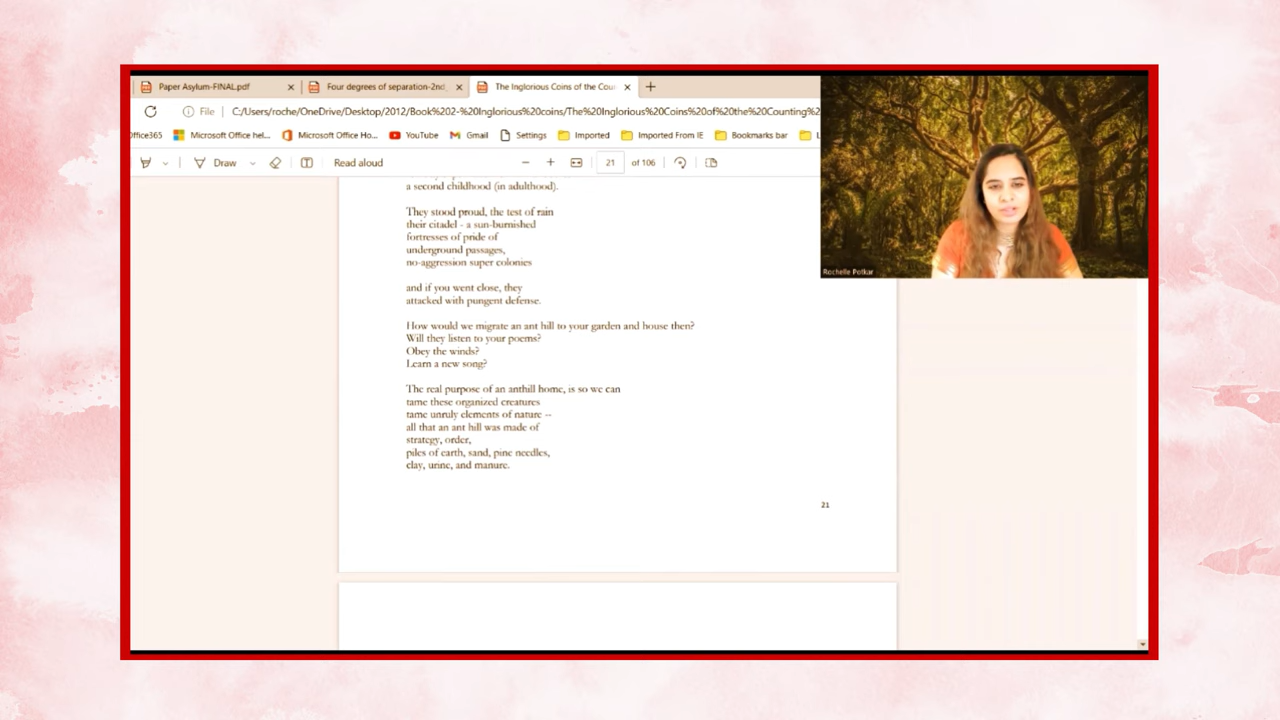 Paper Asylum-FINAL.pdf
Four degrees of separation-2nd
The Inglorious Coins of the Cou
File
C:/Users/roche/OneDrive/Desktop/2012/Book%202-%20Inglorious%20coins/The%20Inglorious%20Coins%20of%20the%20Counting%2
Office365
Microsoft Office hel...
Microsoft Office Ho...
YouTube
Gmail
Settings
Imported
Imported From IE
Bookmarks bar
L
Draw
Read aloud
21
of 106
a second childhood (in adulthood).
They stood proud, the test of rain
their citadel - a sun-burnished
fortresses of pride of
underground passages,
no-aggression super colonies
and if you went close, they
attacked with pungent defense.
How would we migrate an ant hill to your garden and house then?
Will they listen to your poems?
Obey the winds?
Learn a new song?
The real purpose of an anthill home, is so we can
tame these organized creatures
tame unruly elements of nature --
all that an ant hill was made of
strategy, order,
piles of earth, sand, pine needles,
clay, urine, and manure.
21
Rochelle Potkar